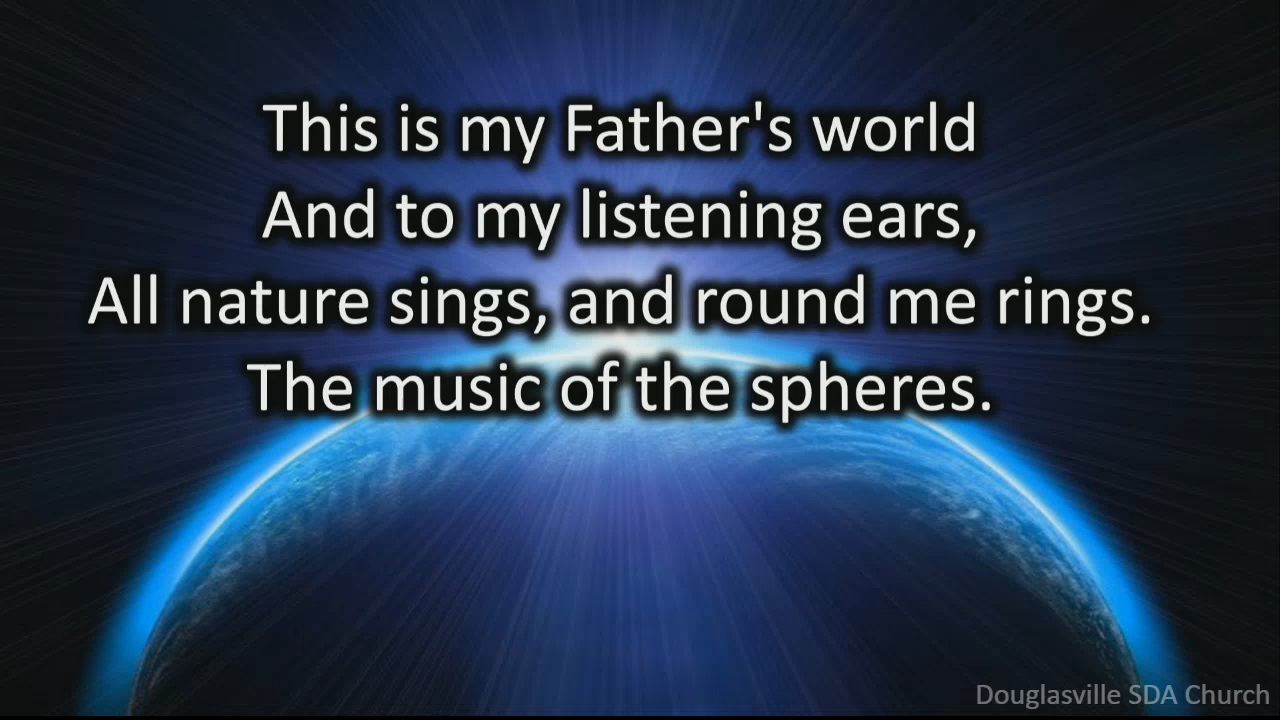 This is my Father's world
And to my listening ears,
All nature sings, and round me rings.
The music of the spheres.
Douglasville SDA Church